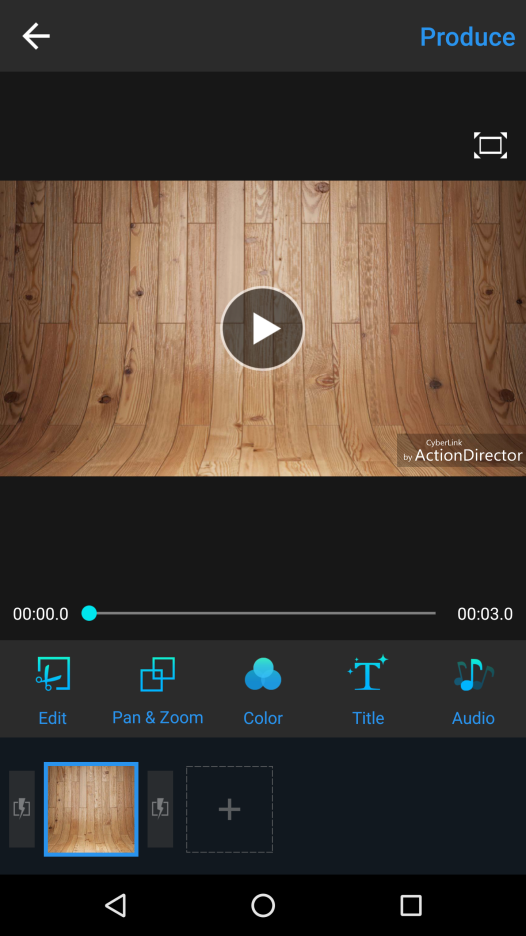 Produce
CyberLink
by ActionDirector
00:00.0
00:03.0
Edit
Pan & Zoom
Color
Title
Audio